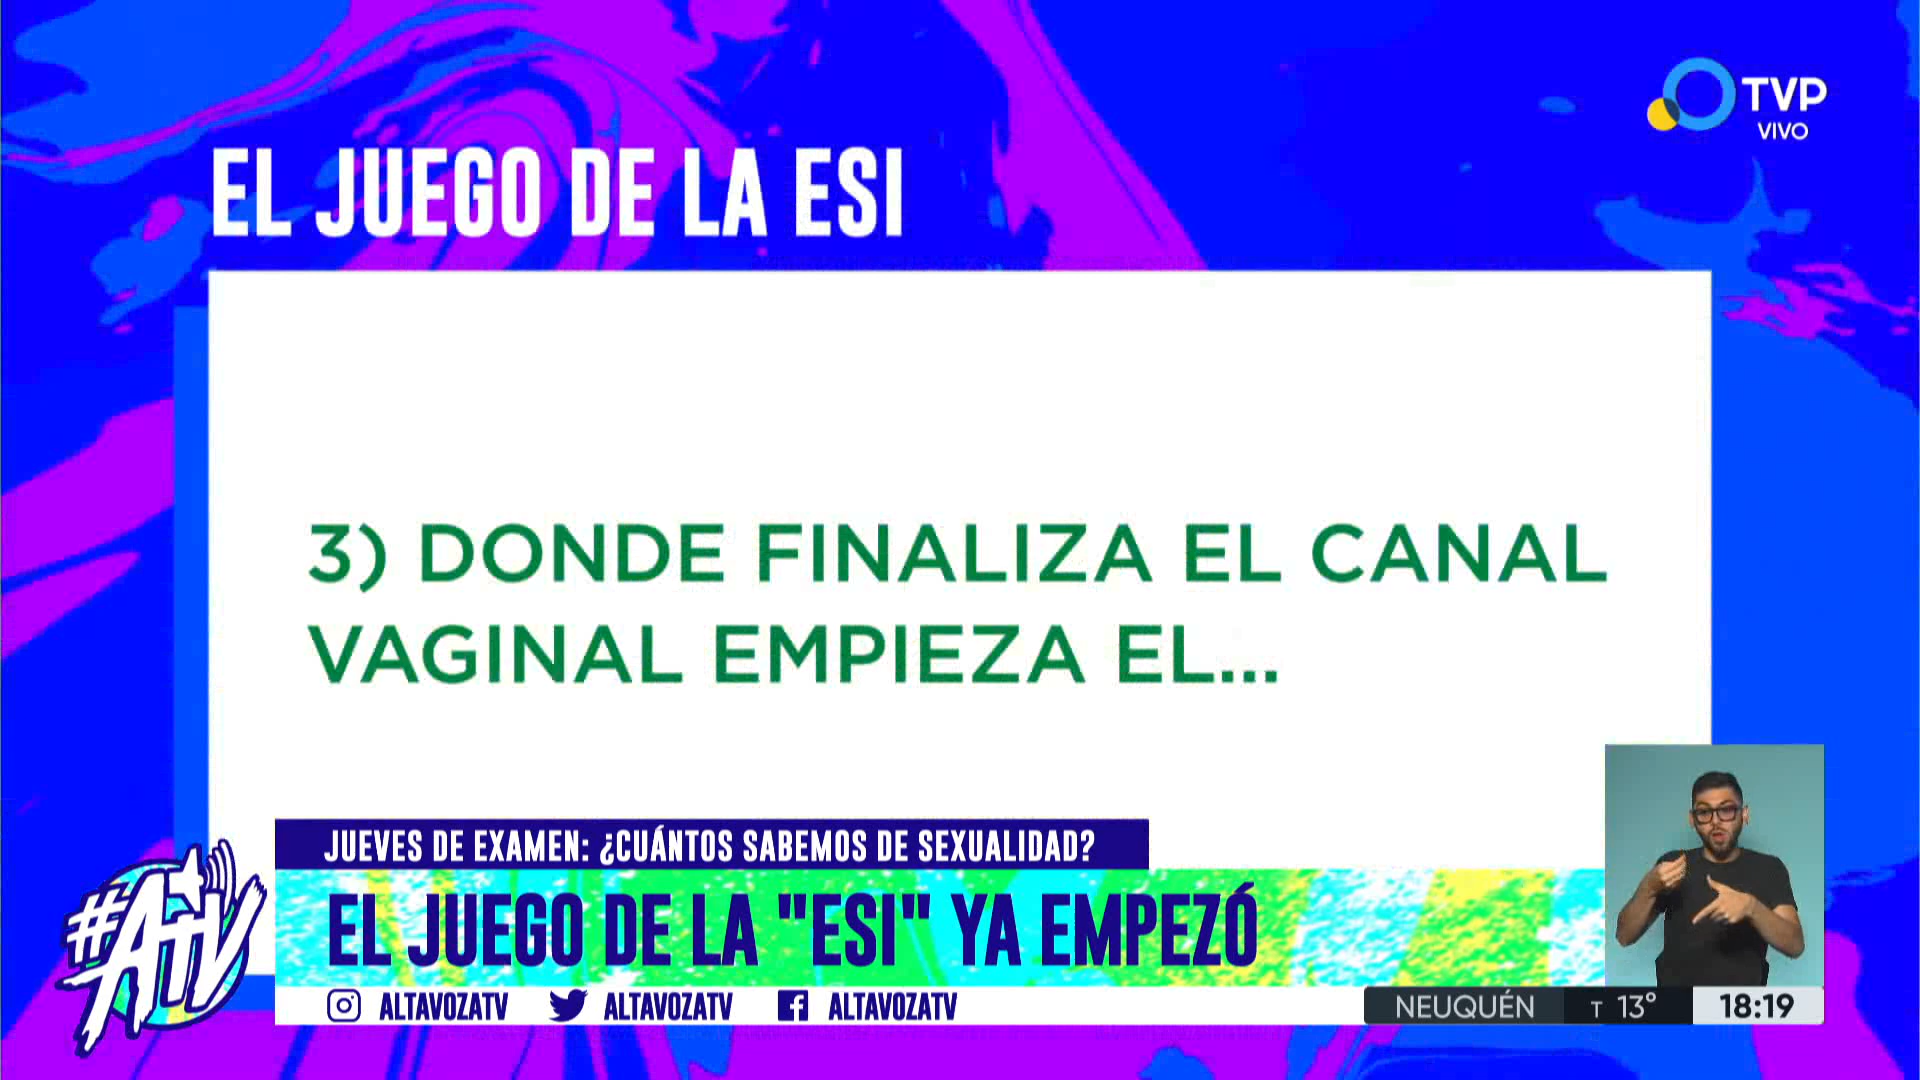 TVP
VIVO
EL JUEGO DE LA ESI
3) DONDE FINALIZA EL CANAL
VAGINAL EMPIEZA EL...
JUEVES DE EXAMEN: ¿CUÁNTOS SABEMOS DE SEXUALIDAD?
EL JUEGO DE LA "ESI" YA EMPEZÓ
#ATV
ALTAVOZATV ALTAVOZATV ALTAVOZATV
NEUQUÉN T 13° 18:19